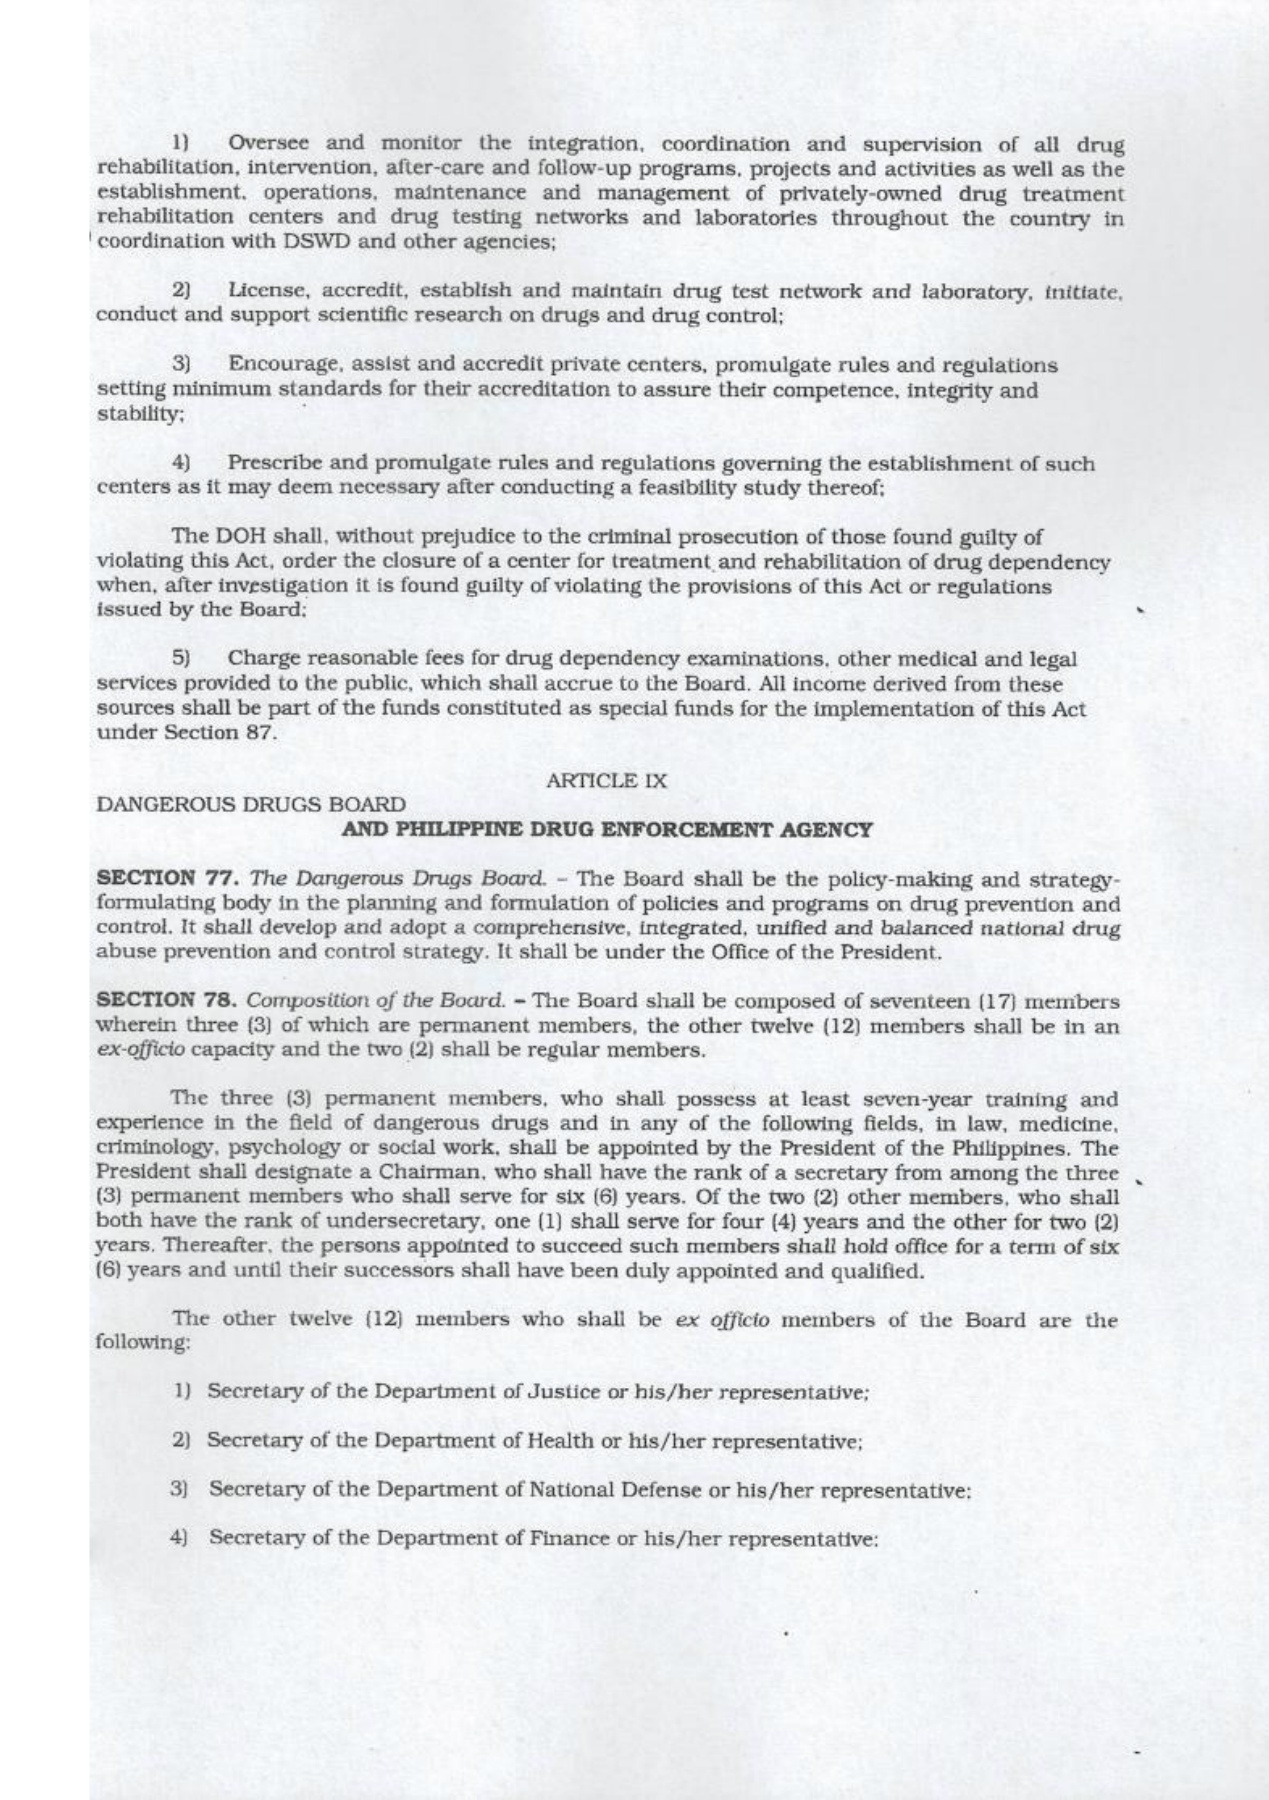 1) Oversee and monitor the integration, coordination and supervision of all drug
rehabilitation, intervention, after-care and follow-up programs, projects and activities as well as the
establishment, operations, maintenance and management of privately-owned drug treatment
rehabilitation centers and drug testing networks and laboratories throughout the country in
coordination with DSWD and other agencies;
2) License, accredit, establish and maintain drug test network and laboratory, initiate,
conduct and support scientific research on drugs and drug control;
3) Encourage, assist and accredit private centers, promulgate rules and regulations
setting minimum standards for their accreditation to assure their competence, integrity and
stability;
4) Prescribe and promulgate rules and regulations governing the establishment of such
centers as it may deem necessary after conducting a feasibility study thereof;
The DOH shall, without prejudice to the criminal prosecution of those found guilty of
violating this Act, order the closure of a center for treatment and rehabilitation of drug dependency
when, after investigation it is found guilty of violating the provisions of this Act or regulations
issued by the Board;
5) Charge reasonable fees for drug dependency examinations, other medical and legal
services provided to the public, which shall accrue to the Board. All income derived from these
sources shall be part of the funds constituted as special funds for the implementation of this Act
under Section 87.
ARTICLE IX
DANGEROUS DRUGS BOARD
AND PHILIPPINE DRUG ENFORCEMENT AGENCY
SECTION 77. The Dangerous Drugs Board. – The Board shall be the policy-making and strategy-
formulating body in the planning and formulation of policies and programs on drug prevention and
control. It shall develop and adopt a comprehensive, integrated, unified and balanced national drug
abuse prevention and control strategy. It shall be under the Office of the President.
SECTION 78. Composition of the Board. – The Board shall be composed of seventeen (17) members
wherein three (3) of which are permanent members, the other twelve (12) members shall be in an
ex-officio capacity and the two (2) shall be regular members.
The three (3) permanent members, who shall possess at least seven-year training and
experience in the field of dangerous drugs and in any of the following fields, in law, medicine,
criminology, psychology or social work, shall be appointed by the President of the Philippines. The
President shall designate a Chairman, who shall have the rank of a secretary from among the three
(3) permanent members who shall serve for six (6) years. Of the two (2) other members, who shall
both have the rank of undersecretary, one (1) shall serve for four (4) years and the other for two (2)
years. Thereafter, the persons appointed to succeed such members shall hold office for a term of six
(6) years and until their successors shall have been duly appointed and qualified.
The other twelve (12) members who shall be ex officio members of the Board are the
following:
1) Secretary of the Department of Justice or his/her representative;
2) Secretary of the Department of Health or his/her representative;
3) Secretary of the Department of National Defense or his/her representative;
4) Secretary of the Department of Finance or his/her representative;